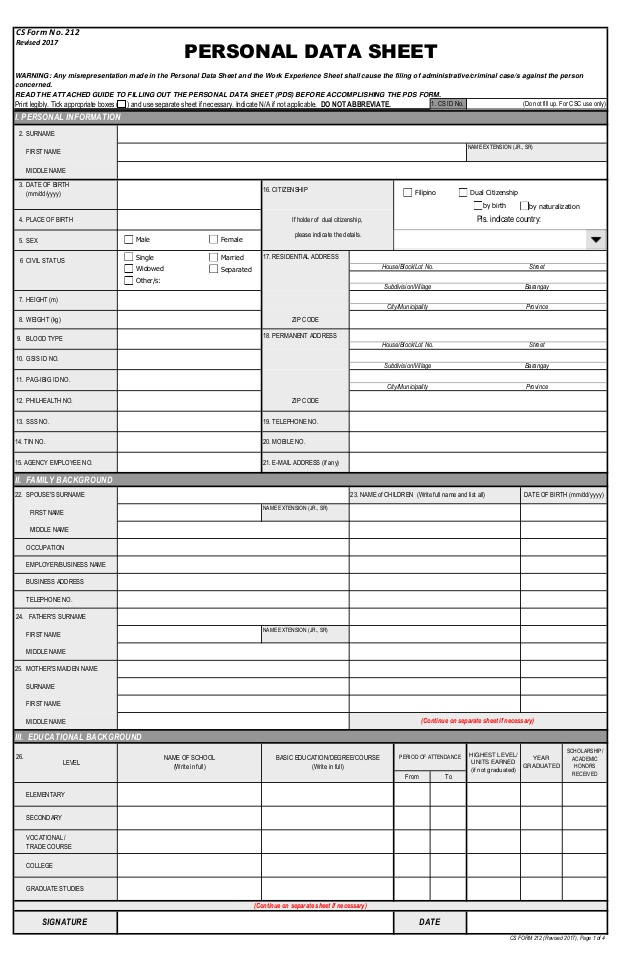 CS Form No. 212
Revised 2017
PERSONAL DATA SHEET
WARNING: Any misrepresentation made in the Personal Data Sheet and the Work Experience Sheet shall cause the filing of administrative/criminal case/s against the person
concerned.
READ THE ATTACHED GUIDE TO FILLING OUT THE PERSONAL DATA SHEET (PDS) BEFORE ACCOMPLISHING THE PDS FORM.
Print legibly. Tick appropriate boxes ( ) and use separate sheet if necessary. Indicate N/A if not applicable. DO NOT ABBREVIATE.
1. CS ID No.
(Do not fill up. For CSC use only)
I. PERSONAL INFORMATION
2. SURNAME
FIRST NAME
NAME EXTENSION (JR., SR)
MIDDLE NAME
3. DATE OF BIRTH
(mm/dd/yyyy)
4. PLACE OF BIRTH
5. SEX
Male Female
6 CIVIL STATUS
Single Married
Widowed Separated
Other/s:
7. HEIGHT (m)
8. WEIGHT (kg)
9. BLOOD TYPE
10. GSIS ID NO.
11. PAG-IBIG ID NO.
12. PHILHEALTH NO.
13. SSS NO.
14. TIN NO.
15. AGENCY EMPLOYEE NO.
16. CITIZENSHIP
If holder of dual citizenship,
please indicate the details.
Filipino Dual Citizenship
by birth by naturalization
Pls. indicate country:
17. RESIDENTIAL ADDRESS
House/Block/Lot No. Street
Subdivision/Village Barangay
City/Municipality Province
ZIP CODE
18. PERMANENT ADDRESS
House/Block/Lot No. Street
Subdivision/Village Barangay
City/Municipality Province
ZIP CODE
19. TELEPHONE NO.
20. MOBILE NO.
21. E-MAIL ADDRESS (if any)
II. FAMILY BACKGROUND
22. SPOUSE'S SURNAME
FIRST NAME
NAME EXTENSION (JR., SR)
MIDDLE NAME
OCCUPATION
EMPLOYER/BUSINESS NAME
BUSINESS ADDRESS
TELEPHONE NO.
24. FATHER'S SURNAME
FIRST NAME
NAME EXTENSION (JR., SR)
MIDDLE NAME
25. MOTHER'S MAIDEN NAME
SURNAME
FIRST NAME
MIDDLE NAME
23. NAME of CHILDREN (Write full name and list all)
DATE OF BIRTH (mm/dd/yyyy)
(Continue on separate sheet if necessary)
III. EDUCATIONAL BACKGROUND
26.
LEVEL
NAME OF SCHOOL
(Write in full)
BASIC EDUCATION/DEGREE/COURSE
(Write in full)
PERIOD OF ATTENDANCE
From To
HIGHEST LEVEL/
UNITS EARNED
(if not graduated)
YEAR
GRADUATED
SCHOLARSHIP/
ACADEMIC
HONORS
RECEIVED
ELEMENTARY
SECONDARY
VOCATIONAL /
TRADE COURSE
COLLEGE
GRADUATE STUDIES
(Continue on separate sheet if necessary)
SIGNATURE
DATE
CS FORM 212 (Revised 2017), Page 1 of 4